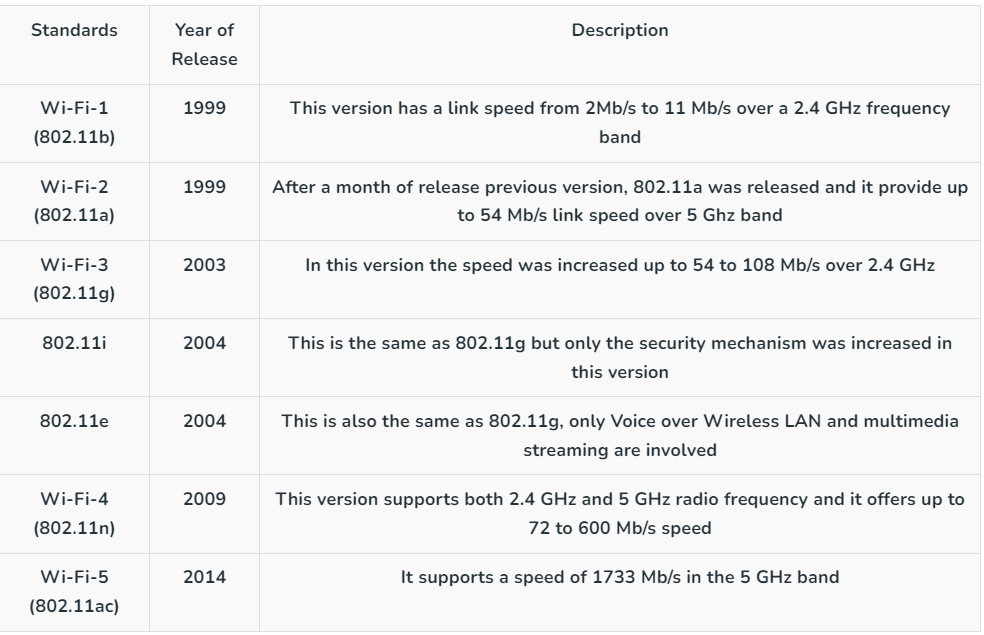 Standards
Year of
Release
Description
Wi-Fi-1
(802.11b)
1999
This version has a link speed from 2Mb/s to 11 Mb/s over a 2.4 GHz frequency
band
Wi-Fi-2
(802.11a)
1999
After a month of release previous version, 802.11a was released and it provide up
to 54 Mb/s link speed over 5 Ghz band
Wi-Fi-3
(802.11g)
2003
In this version the speed was increased up to 54 to 108 Mb/s over 2.4 GHz
802.11i
2004
This is the same as 802.11g but only the security mechanism was increased in
this version
802.11e
2004
This is also the same as 802.11g, only Voice over Wireless LAN and multimedia
streaming are involved
Wi-Fi-4
(802.11n)
2009
This version supports both 2.4 GHz and 5 GHz radio frequency and it offers up to
72 to 600 Mb/s speed
Wi-Fi-5
(802.11ac)
2014
It supports a speed of 1733 Mb/s in the 5 GHz band